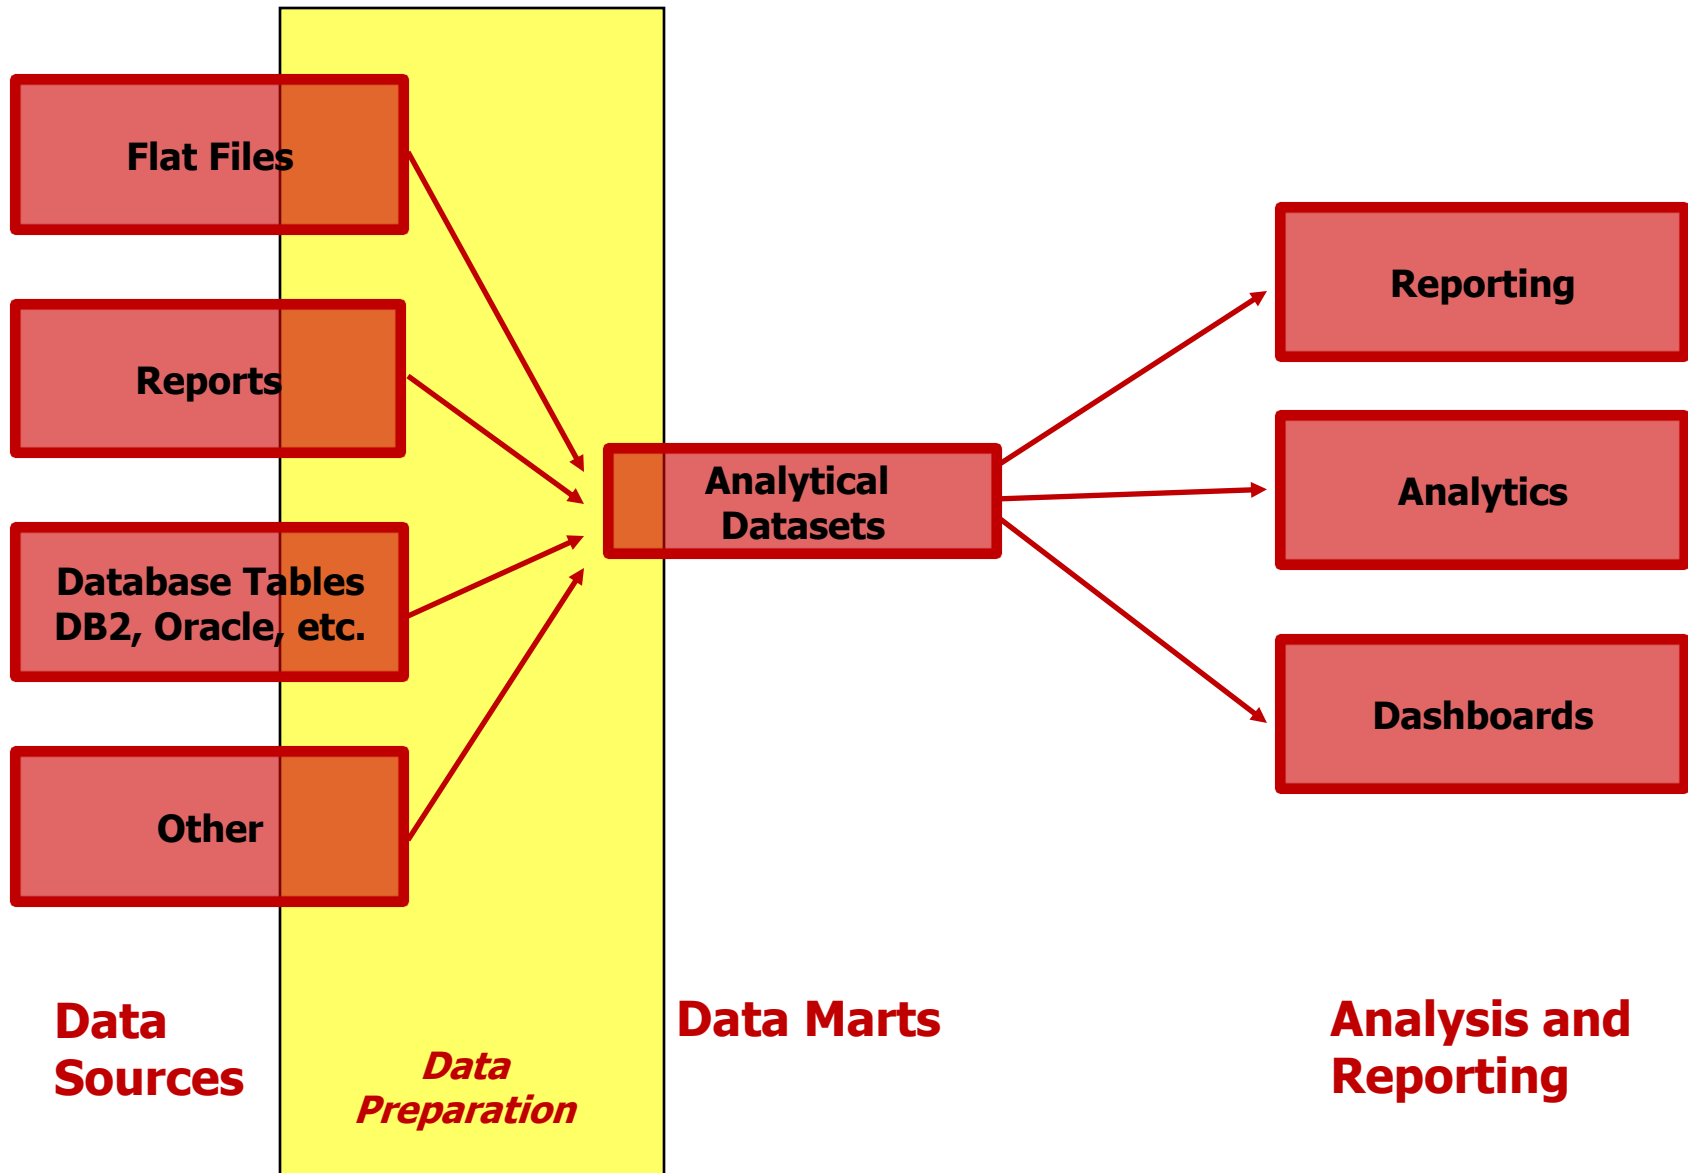 Flat Files
Reports
Database Tables
DB2, Oracle, etc.
Other
Analytical
Datasets
Reporting
Analytics
Dashboards
Data
Sources
Data
Preparation
Data Marts
Analysis and
Reporting